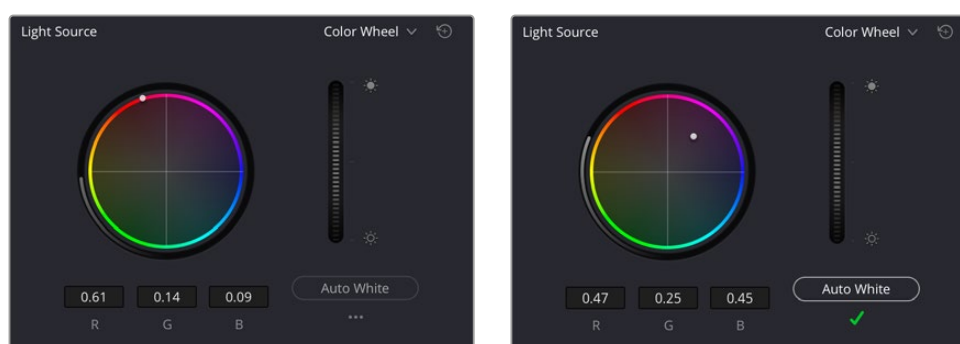 Light Source Color Wheel
0.61 0.14 0.09 Auto White
R G B
Light Source Color Wheel
0.47 0.25 0.45 Auto White
R G B